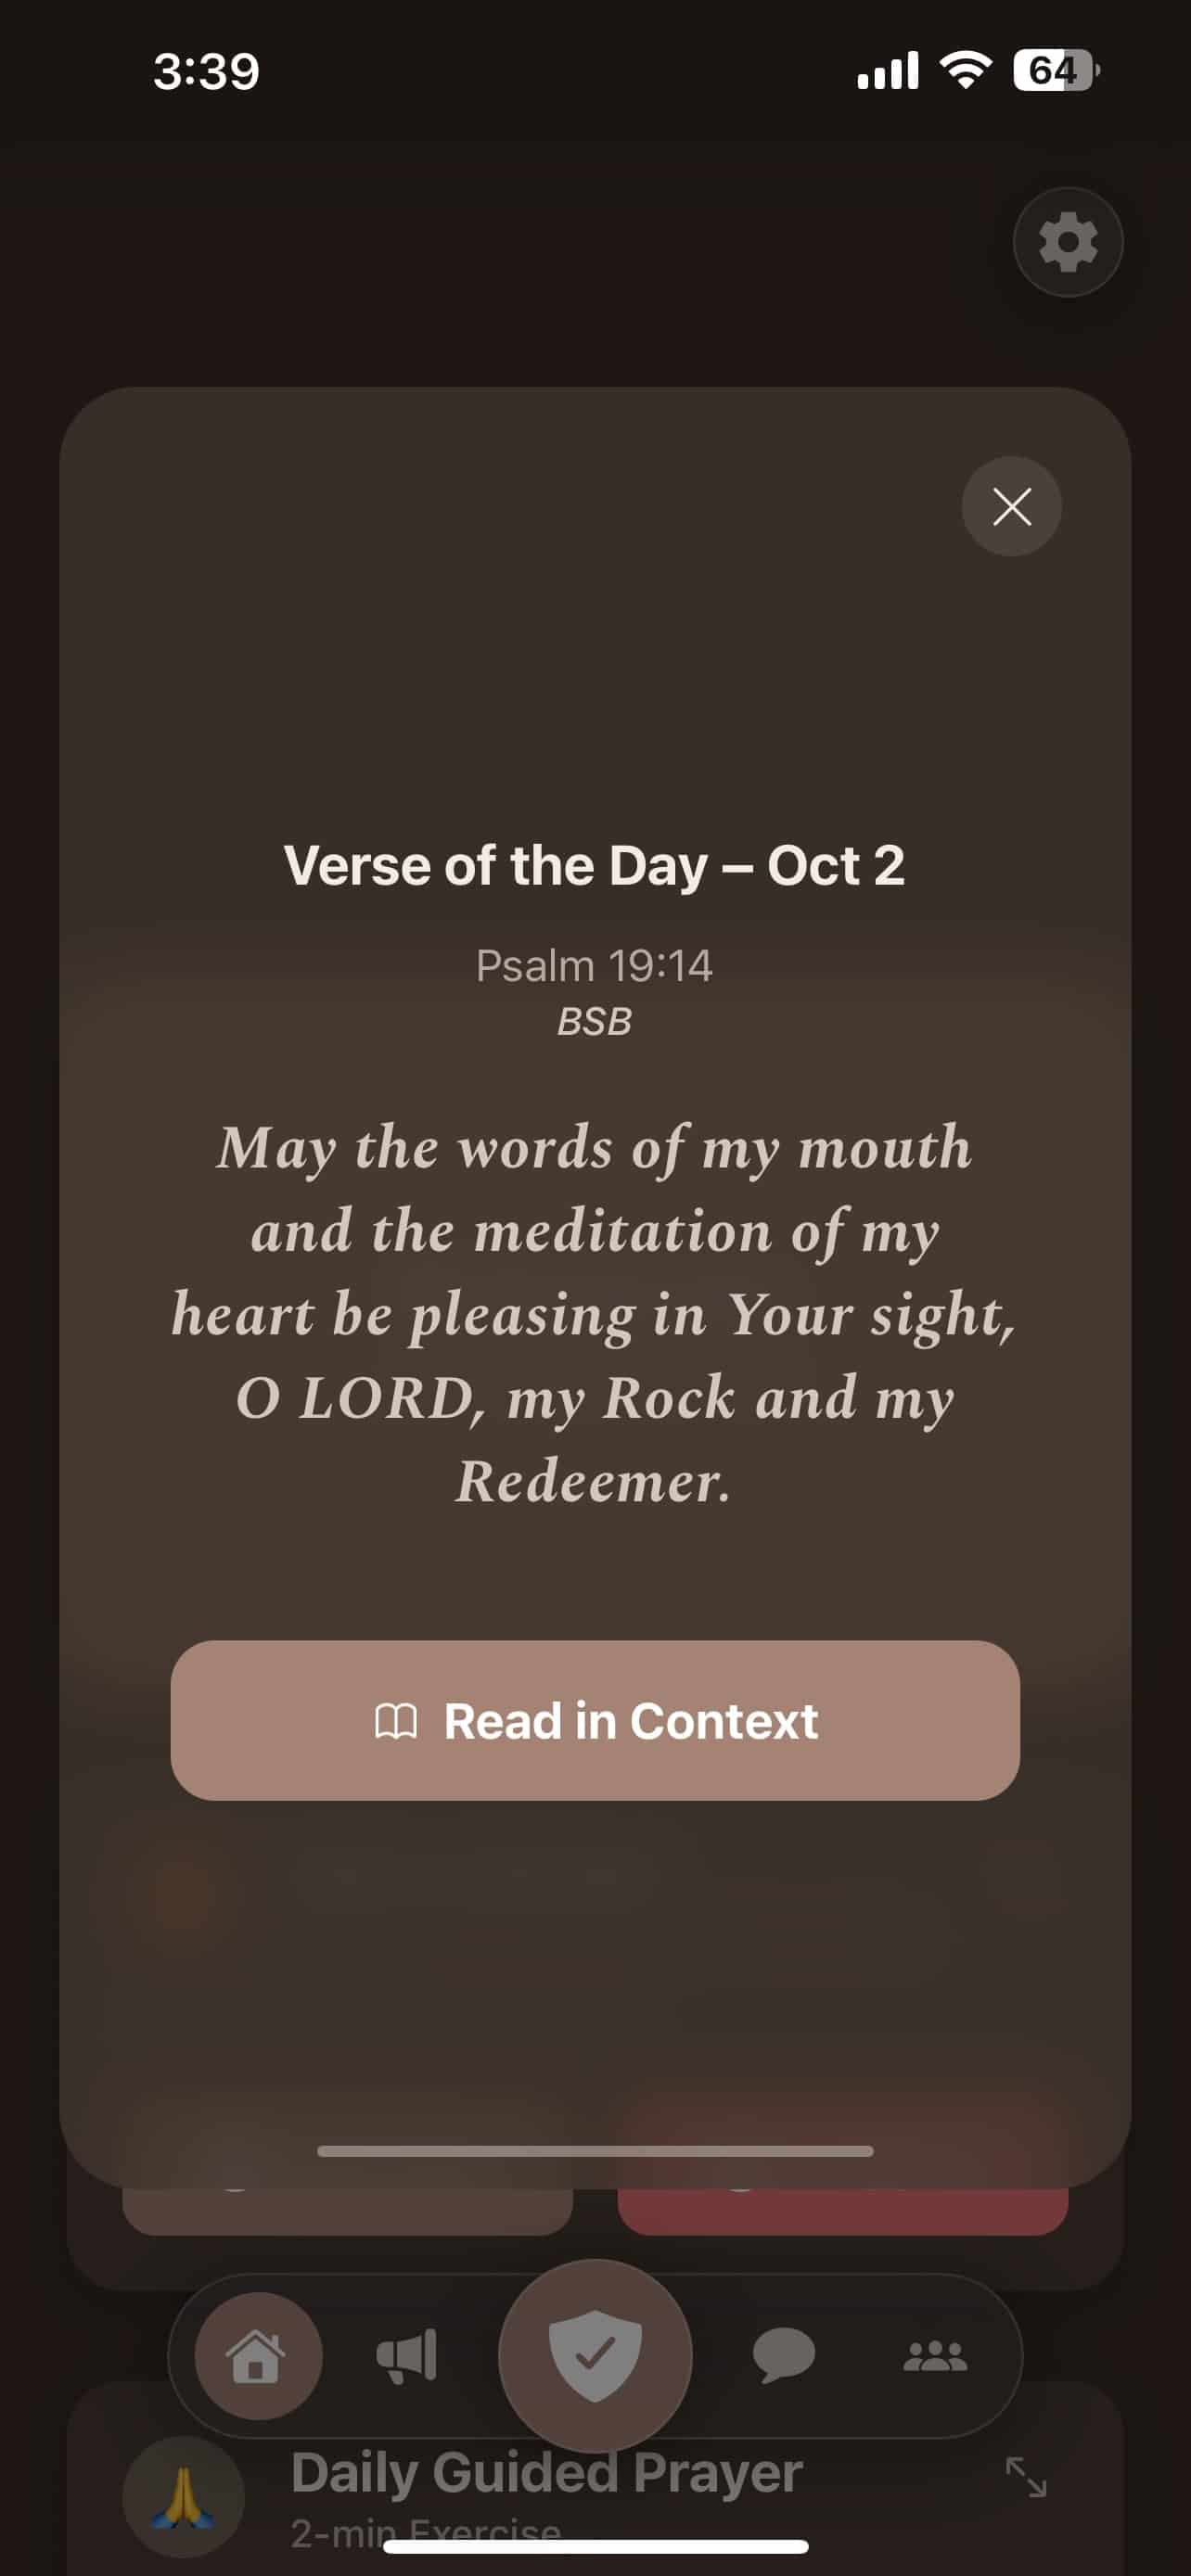 3:39
64
Verse of the Day – Oct 2
Psalm 19:14
BSB
May the words of my mouth
and the meditation of my
heart be pleasing in Your sight,
O LORD, my Rock and my
Redeemer.
Read in Context
Daily Guided Prayer
2-min Exercise